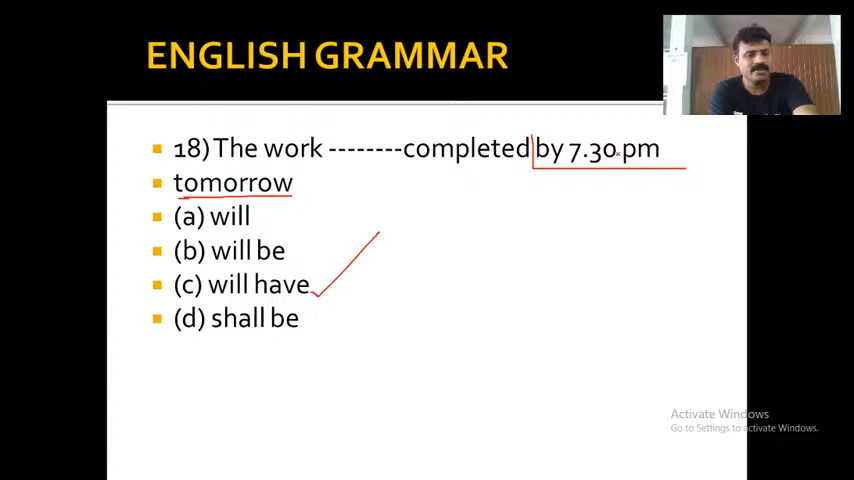 ENGLISH GRAMMAR
18) The work --------completed by 7.30 pm
tomorrow
(a) will
(b) will be
(c) will have
(d) shall be
Activate Windows
Go to Settings to activate Windows.